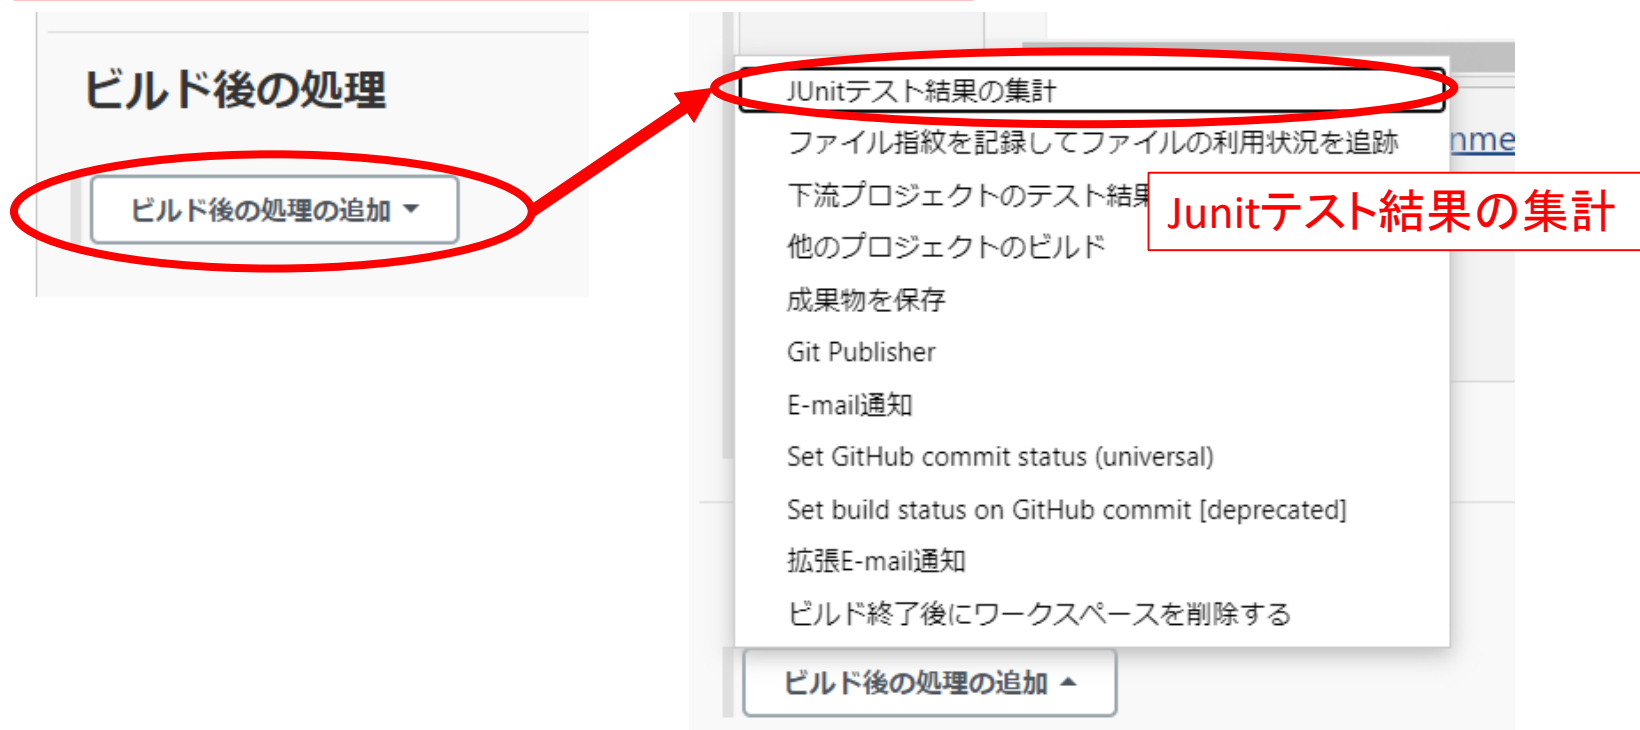 ビルド後の処理
ビルド後の処理の追加
JUnitテスト結果の集計
ファイル指紋を記録してファイルの利用状況を追跡
nme
下流プロジェクトのテスト結果
Junitテスト結果の集計
他のプロジェクトのビルド
成果物を保存
Git Publisher
E-mail通知
Set GitHub commit status (universal)
Set build status on GitHub commit [deprecated]
拡張E-mail通知
ビルド終了後にワークスペースを削除する
ビルド後の処理の追加